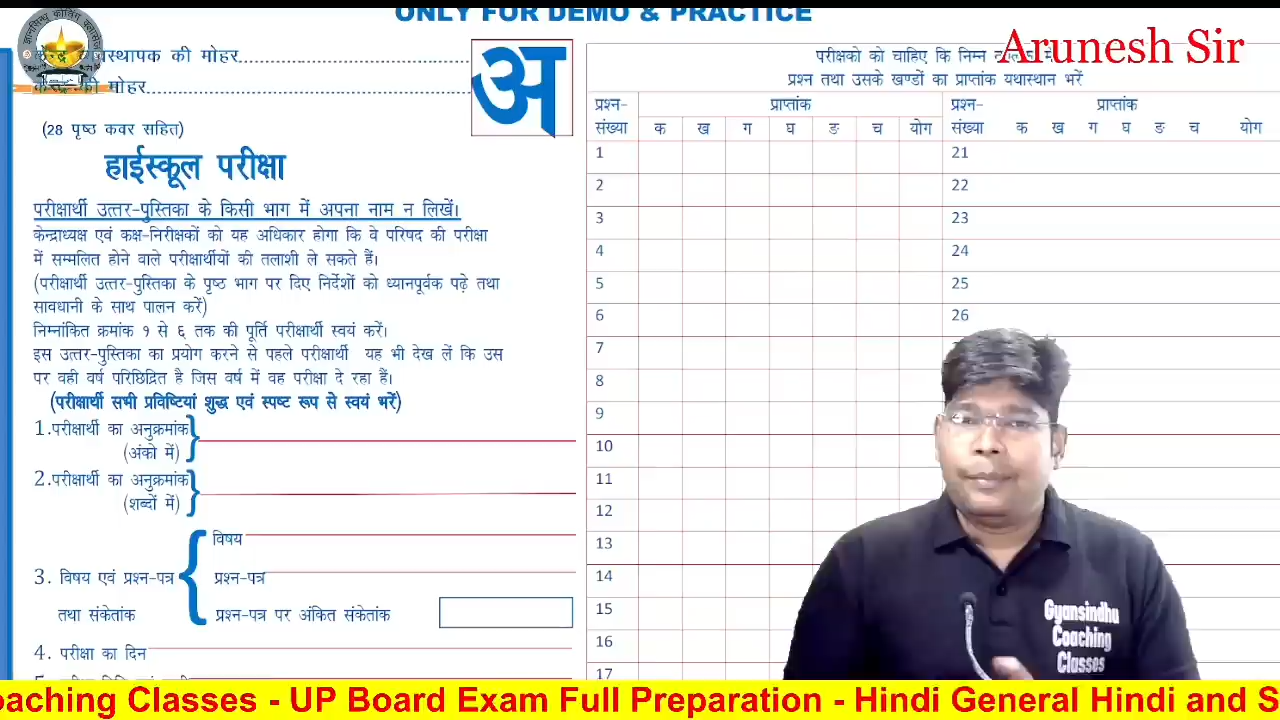 ONLY FOR DEMO & PRACTICE
Arunesh Sir
की मोहर
की मोहर
अ
(28 पृष्ठ कवर सहित)
हाईस्कूल परीक्षा
परीक्षार्थी उत्तर-पुस्तिका के किसी भाग में अपना नाम न लिखें।
केन्द्राध्यक्ष एवं कक्ष-निरीक्षकों को यह अधिकार होगा कि वे परिषद की परीक्षा
में सम्मलित होने वाले परीक्षार्थीयों की तलाशी ले सकते हैं।
(परीक्षार्थी उत्तर-पुस्तिका के पृष्ठ भाग पर दिए निर्देशों को ध्यानपूर्वक पढ़े तथा
सावधानी के साथ पालन करें)
निम्नांकित क्रमांक १ से ६ तक की पूर्ति परीक्षार्थी स्वयं करें।
इस उत्तर-पुस्तिका का प्रयोग करने से पहले परीक्षार्थी यह भी देख लें कि उस
पर वही वर्ष परिछिद्रित है जिस वर्ष में वह परीक्षा दे रहा हैं।
(परीक्षार्थी सभी प्रविष्टियां शुद्ध एवं स्पष्ट रूप से स्वयं भरें)
1.परीक्षार्थी का अनुक्रमांक
(अंको में)
2.परीक्षार्थी का अनुक्रमांक
(शब्दों में)
विषय
3. विषय एवं प्रश्न-पत्र
प्रश्न-पत्र
तथा संकेतांक
प्रश्न-पत्र पर अंकित संकेतांक
4. परीक्षा का दिन
परीक्षको को चाहिए कि निम्न
प्रश्न तथा उसके खण्डों का प्राप्तांक यथास्थान भरें
प्रश्न- प्राप्तांक प्रश्न- प्राप्तांक
संख्या क ख ग घ ङ च योग संख्या क ख ग घ ङ च योग
1 21
2 22
3 23
4 24
5 25
6 26
7
8
9
10
11
12
13
14
15
16
17
Gyansindhu
Coaching
Classes
oaching Classes - UP Board Exam Full Preparation - Hindi General Hindi and S